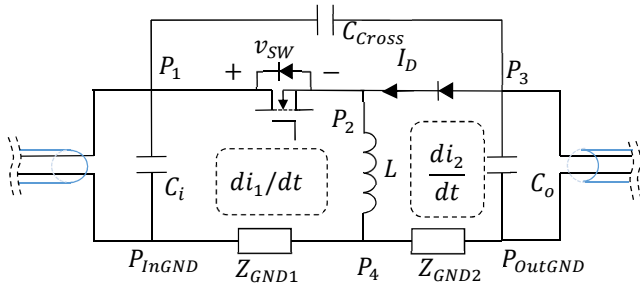 C_Cross
P_1
+ v_SW −
I_D
P_3
P_2
C_i
di_1/dt
L
di_2
dt
C_o
P_InGND
Z_GND1
P_4
Z_GND2
P_OutGND